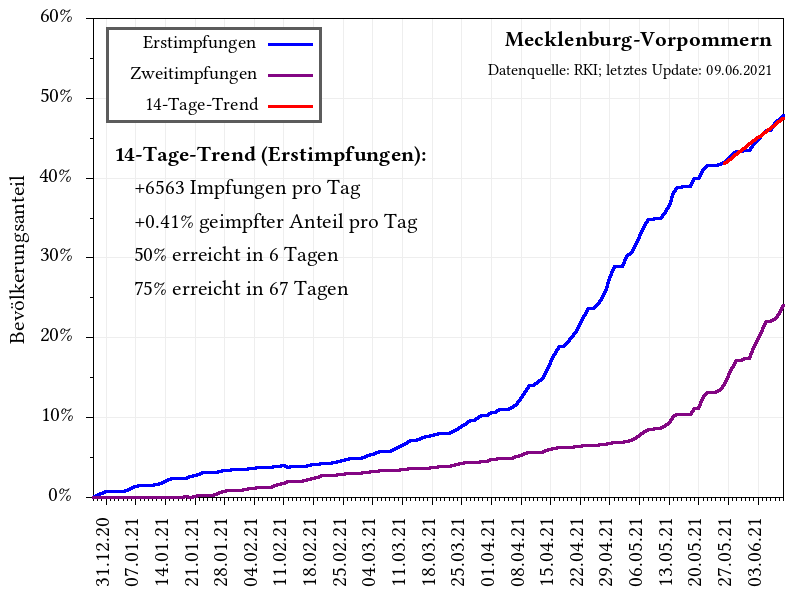 Mecklenburg-Vorpommern
Datenquelle: RKI; letztes Update: 09.06.2021
Erstimpfungen
Zweitimpfungen
14-Tage-Trend
14-Tage-Trend (Erstimpfungen):
+6563 Impfungen pro Tag
+0.41% geimpfter Anteil pro Tag
50% erreicht in 6 Tagen
75% erreicht in 67 Tagen
Bevölkerungsanteil
60%
50%
40%
30%
20%
10%
0%
31.12.20
07.01.21
14.01.21
21.01.21
28.01.21
04.02.21
11.02.21
18.02.21
25.02.21
04.03.21
11.03.21
18.03.21
25.03.21
01.04.21
08.04.21
15.04.21
22.04.21
29.04.21
06.05.21
13.05.21
20.05.21
27.05.21
03.06.21